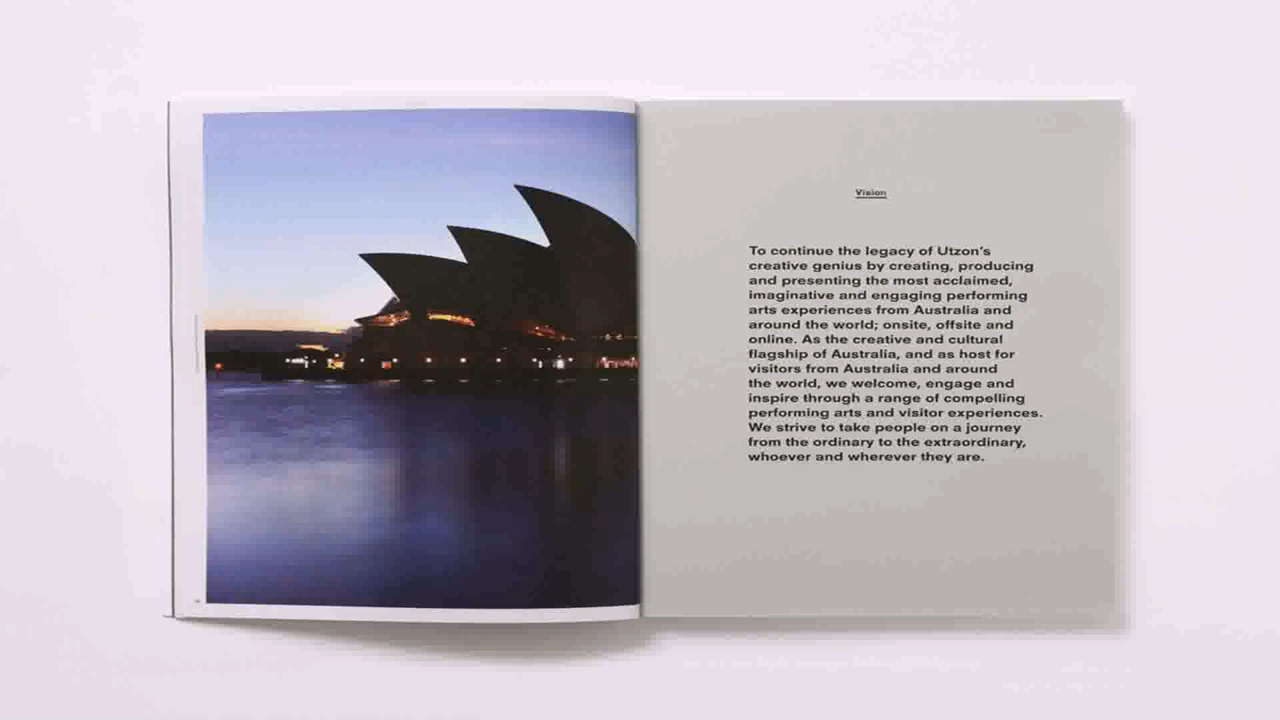 Vision
To continue the legacy of Utzon's
creative genius by creating, producing
and presenting the most acclaimed,
imaginative and engaging performing
arts experiences from Australia and
around the world; onsite, offsite and
online. As the creative and cultural
flagship of Australia, and as host for
visitors from Australia and around
the world, we welcome, engage and
inspire through a range of compelling
performing arts and visitor experiences.
We strive to take people on a journey
from the ordinary to the extraordinary,
whoever and wherever they are.